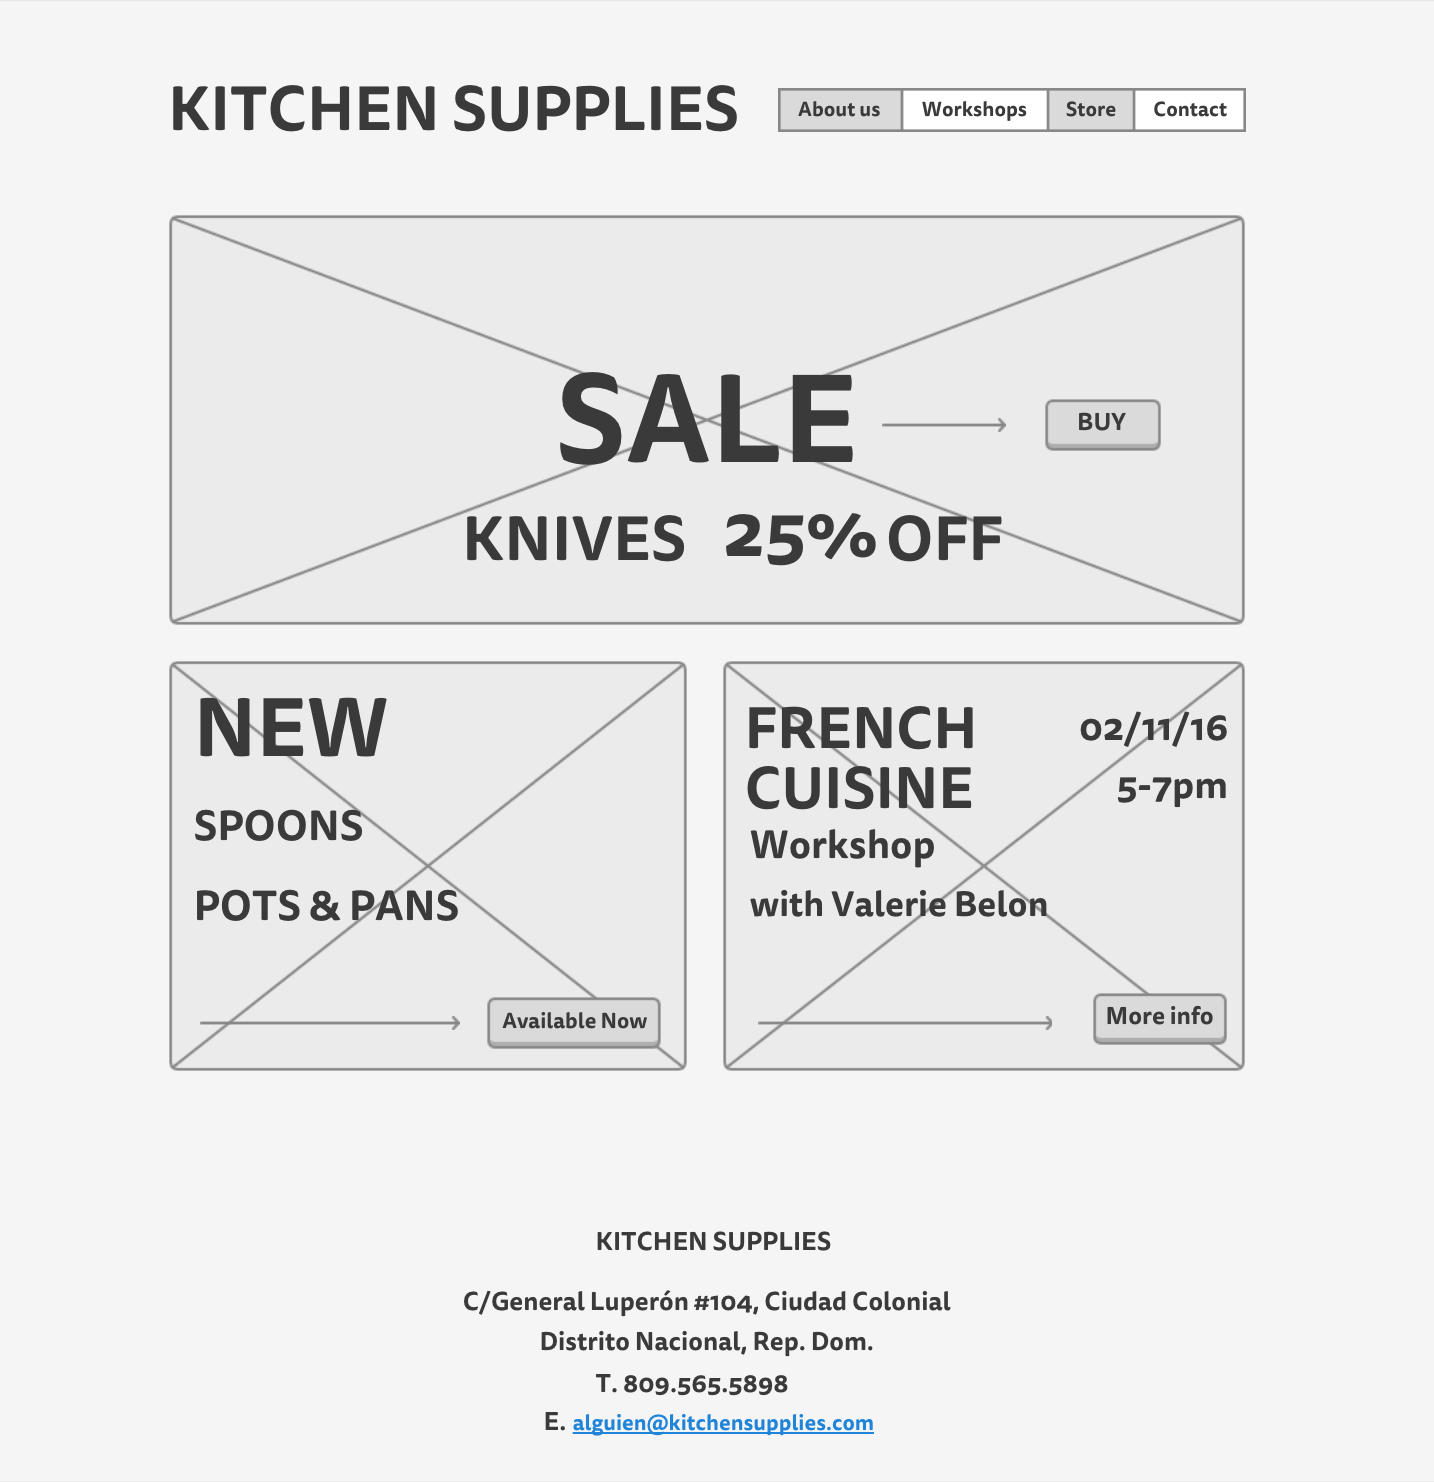 KITCHEN SUPPLIES
About us Workshops Store Contact
SALE
BUY
KNIVES 25% OFF
NEW
SPOONS
POTS & PANS
Available Now
FRENCH
CUISINE
Workshop
with Valerie Belon
02/11/16
5-7pm
More info
KITCHEN SUPPLIES
C/General Luperón #104, Ciudad Colonial
Distrito Nacional, Rep. Dom.
T. 809.565.5898
E. alguien@kitchensupplies.com